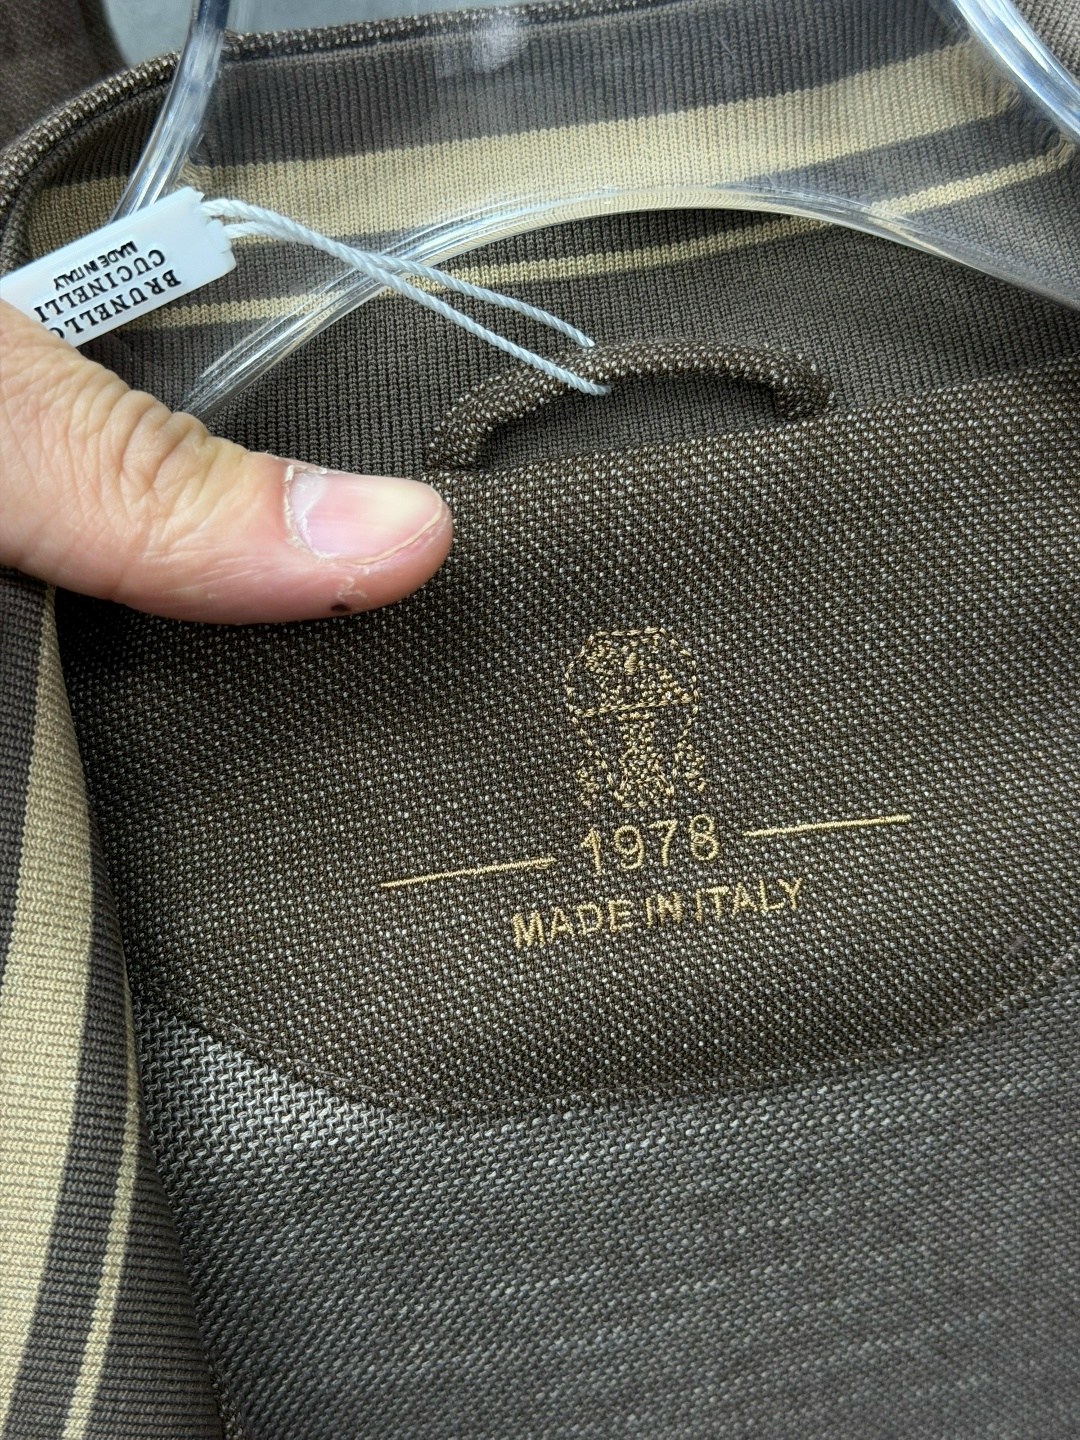 BRUNELLO
CUCINELLI
MADE IN ITALY
1978
MADE IN ITALY